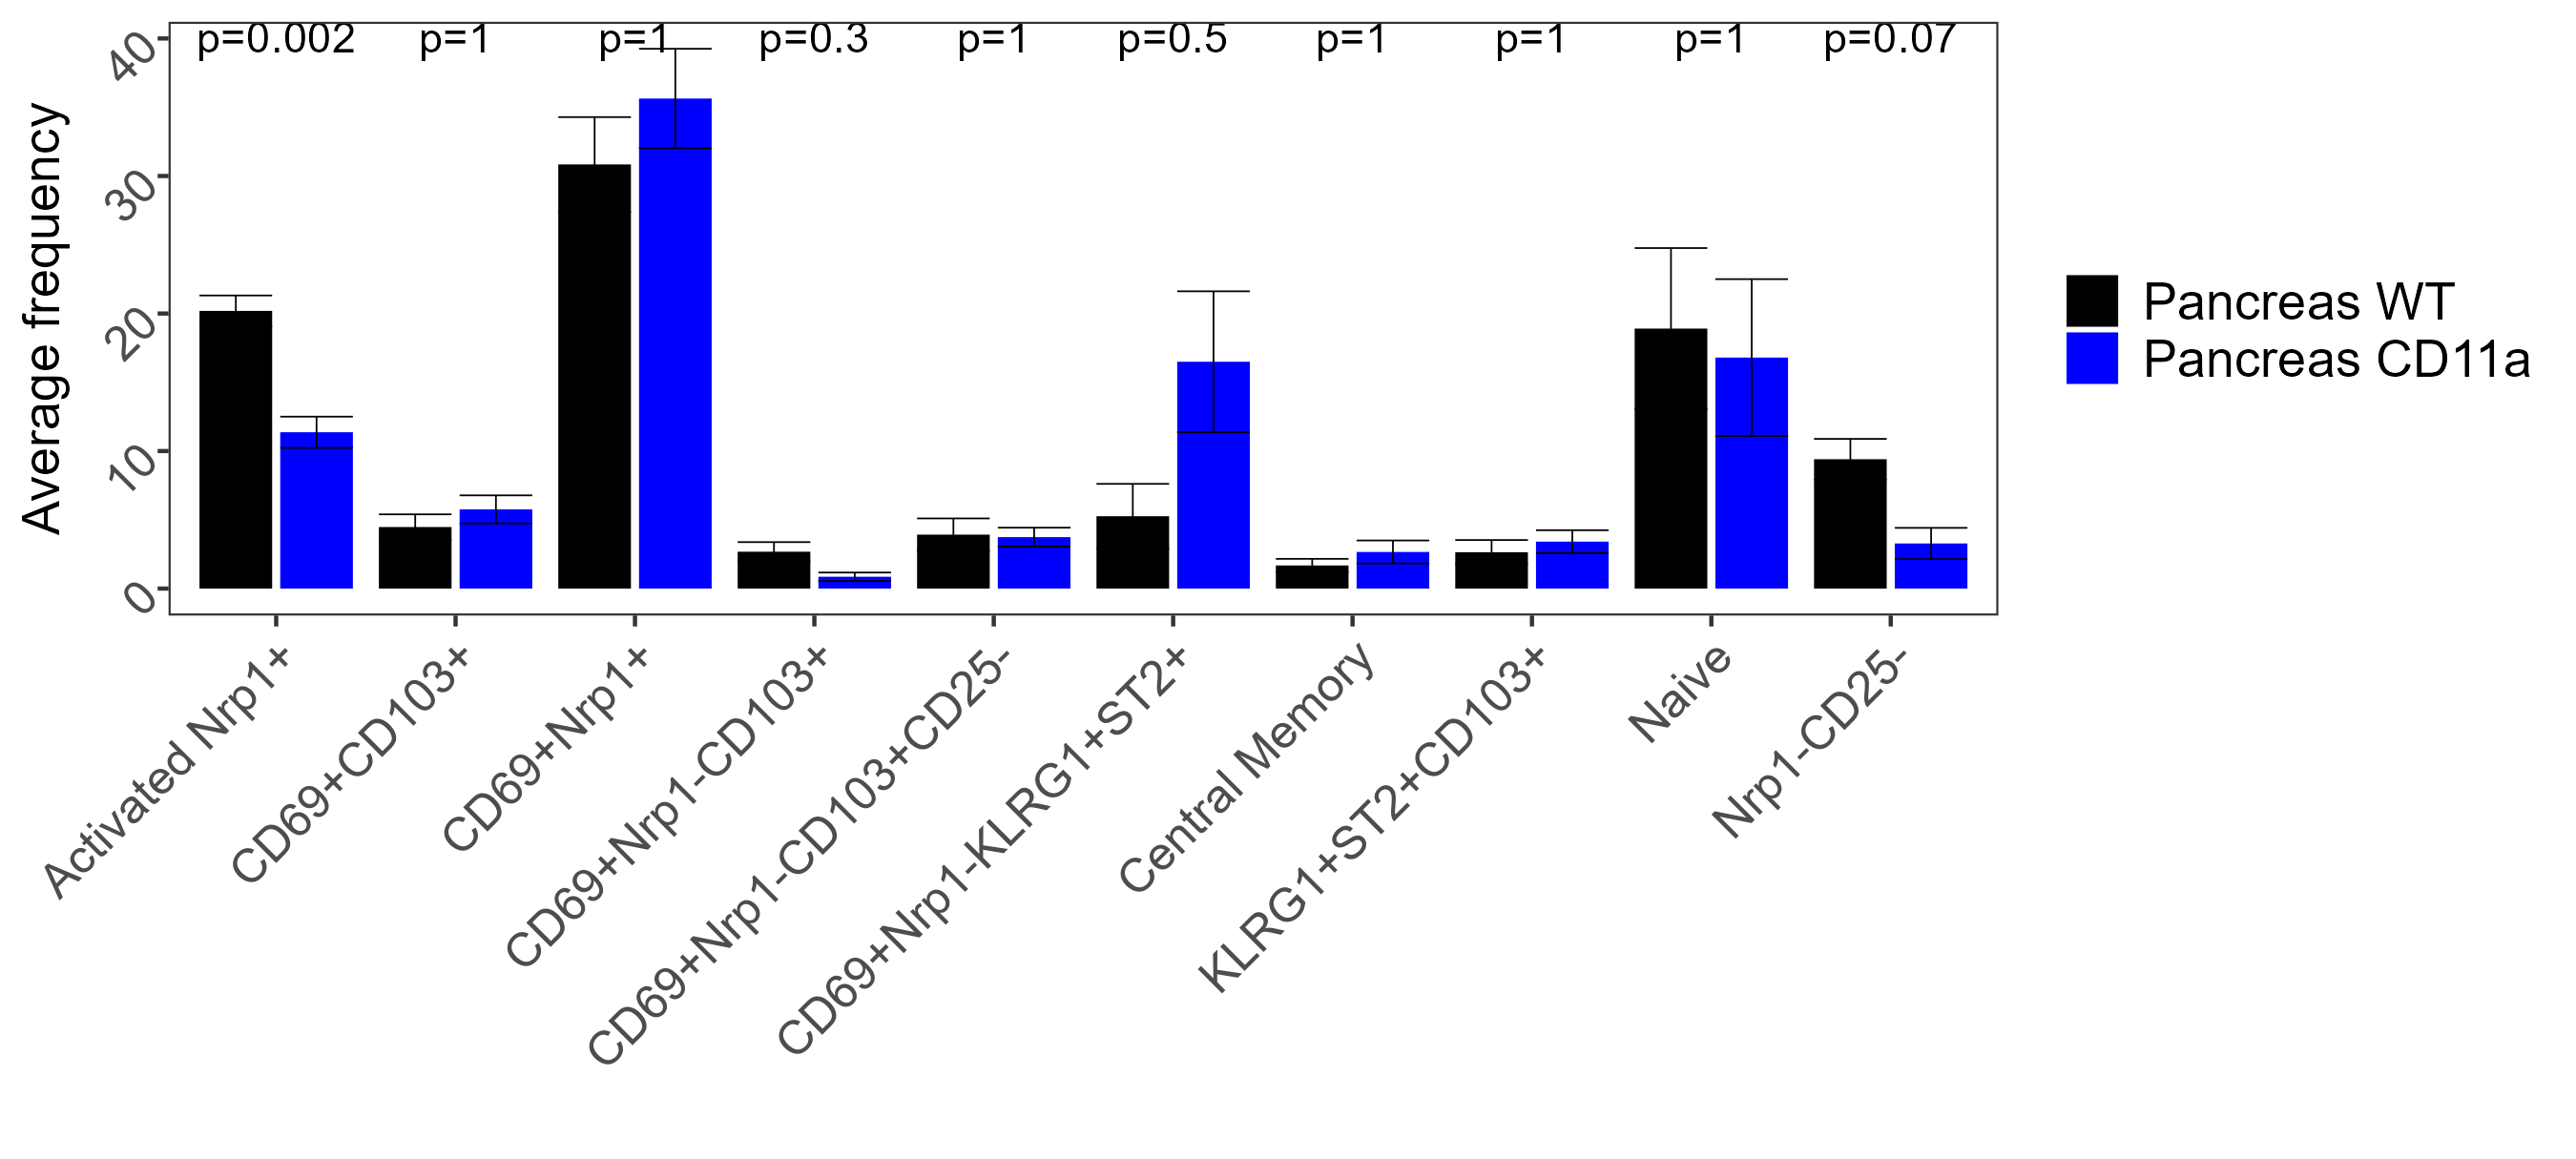 p=0.002 p=1 p=1 p=0.3 p=1 p=0.5 p=1 p=1 p=1 p=0.07
Average frequency
40
30
20
10
0
Pancreas WT
Pancreas CD11a
Activated Nrp1+
CD69+CD103+
CD69+Nrp1+
CD69+Nrp1-CD103+
CD69+Nrp1-CD103+CD25-
CD69+Nrp1-KLRG1+ST2+
Central Memory
KLRG1+ST2+CD103+
Naive
Nrp1-CD25-